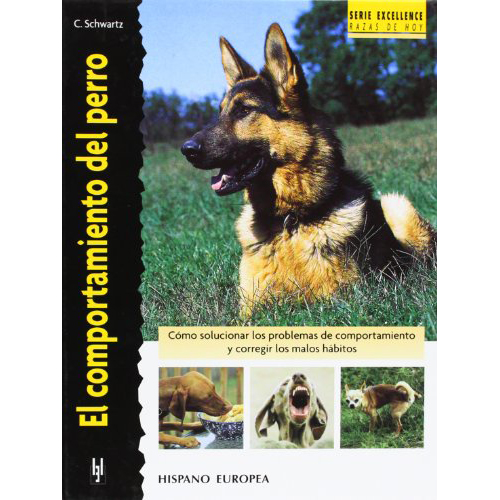 C. Schwartz
SERIE EXCELLENCE
RAZAS DE HOY
El comportamiento del perro
Cómo solucionar los problemas de comportamiento
y corregir los malos hábitos
HISPANO EUROPEA